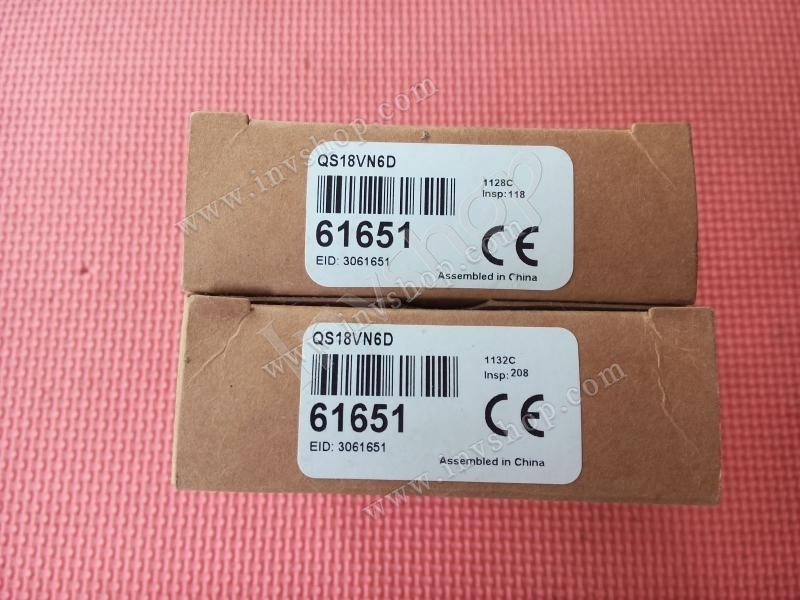 QS18VN6D
1128C
Insp: 118
61651
EID: 3061651
CE
Assembled in China
QS18VN6D
1132C
Insp: 208
61651
EID: 3061651
CE
Assembled in China
www.invshop.com
www.invshop.com
www.invshop.com
invshop